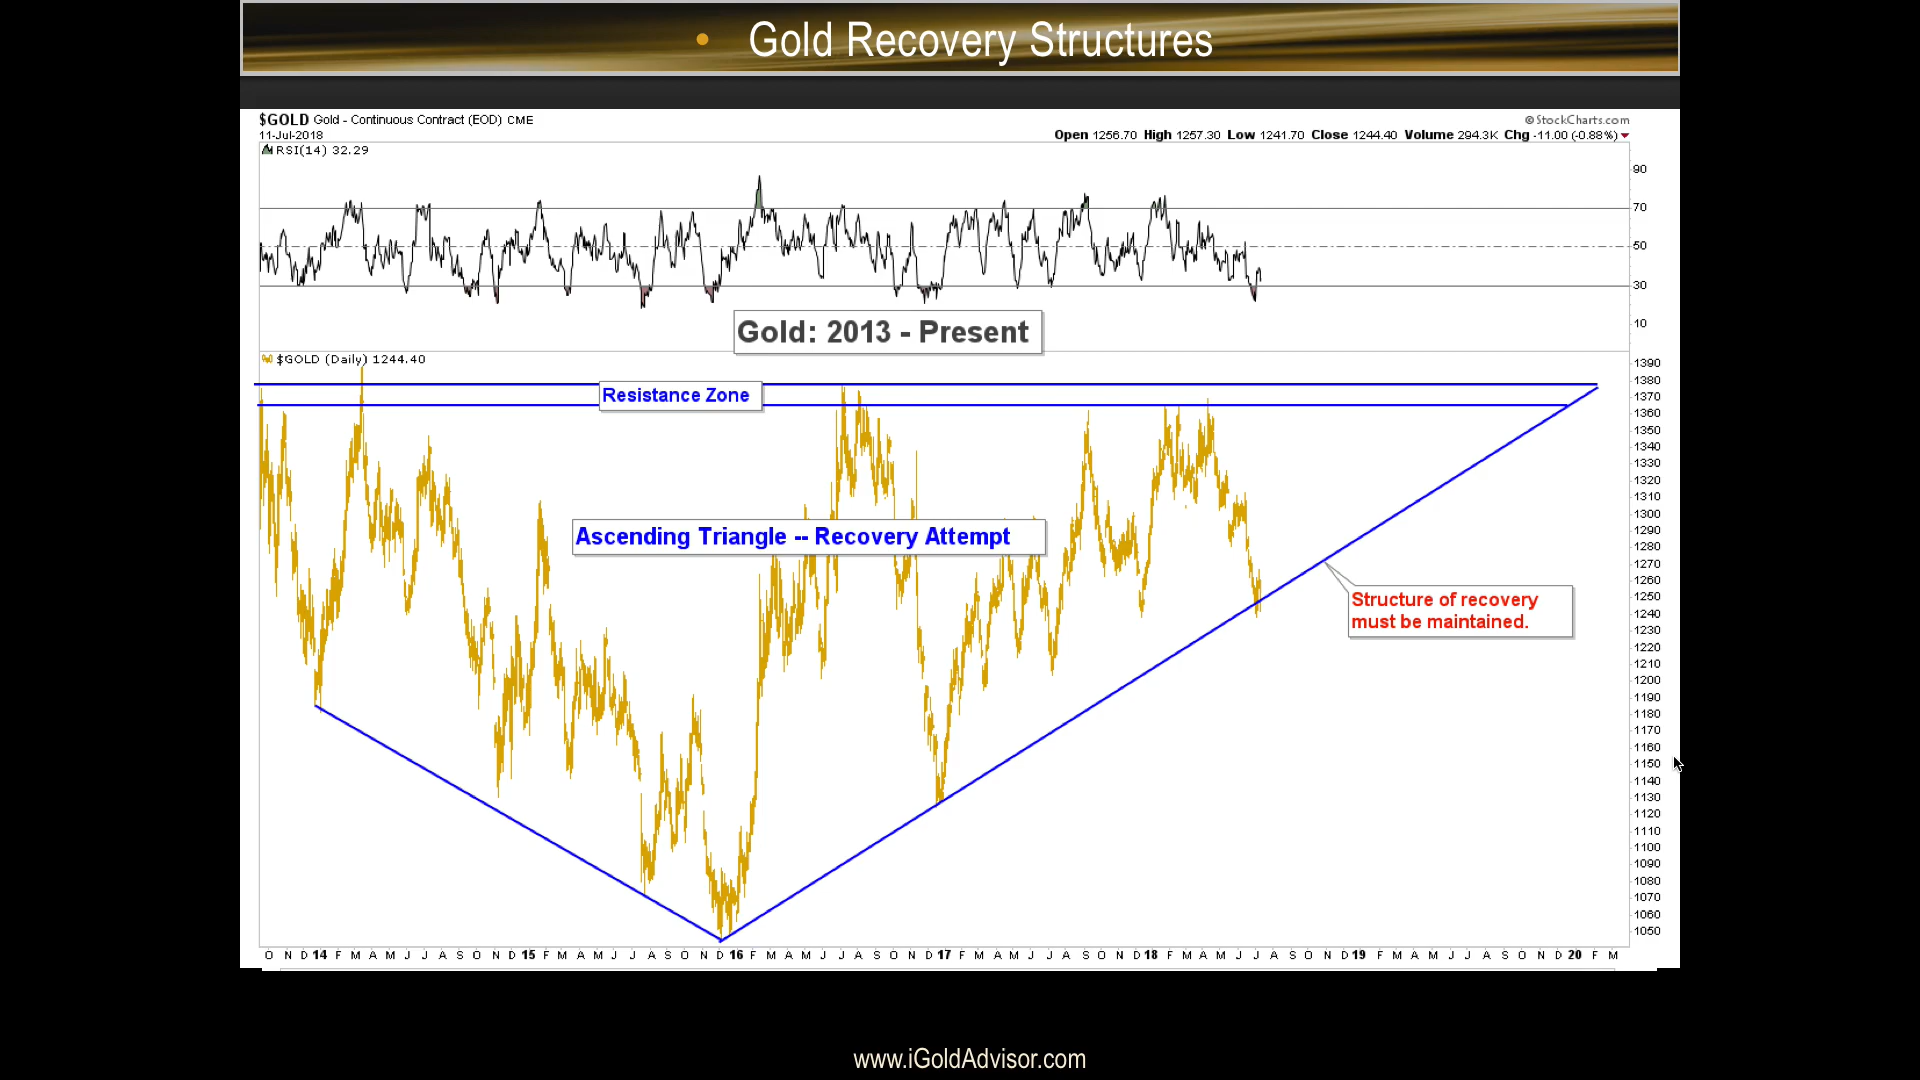 • Gold Recovery Structures
$GOLD Gold - Continuous Contract (EOD) CME
© StockCharts.com
11-Jul-2018
Open 1256.70 High 1257.30 Low 1241.70 Close 1244.40 Volume 294.3K Chg -11.00 (-0.88%)
RSI(14) 32.29
90
70
50
30
10
Gold: 2013 - Present
$GOLD (Daily) 1244.40
1390
1380
1370
1360
1350
1340
1330
1320
1310
1300
1290
1280
1270
1260
1250
1240
1230
1220
1210
1200
1190
1180
1170
1160
1150
1140
1130
1120
1110
1100
1090
1080
1070
1060
1050
Resistance Zone
Ascending Triangle -- Recovery Attempt
Structure of recovery
must be maintained.
O N D 14 F M A M J J A S O N D 15 F M A M J J A S O N D 16 F M A M J J A S O N D 17 F M A M J J A S O N D 18 F M A M J J A S O N D 19 F M A M J J A S O N D 20 F M
www.iGoldAdvisor.com